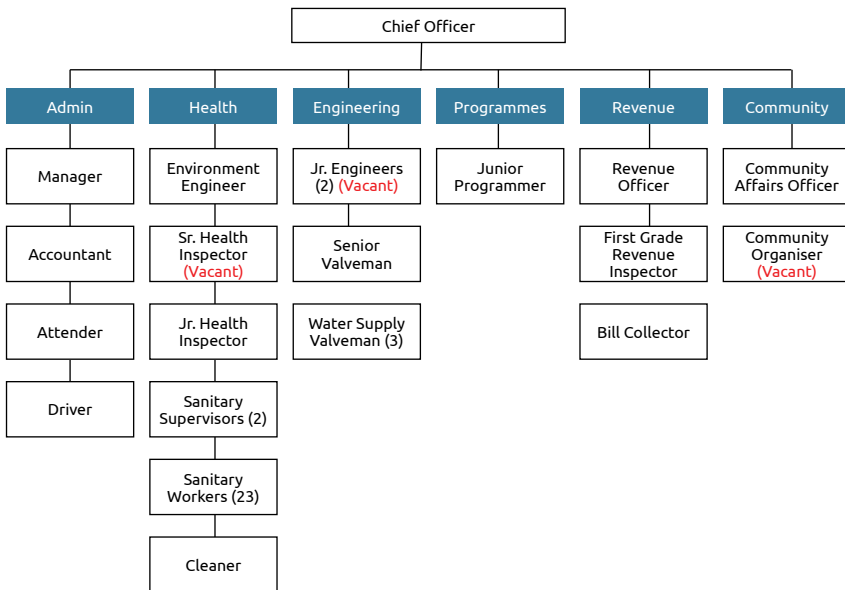 Chief Officer
Admin
Health
Engineering
Programmes
Revenue
Community
Manager
Environment
Engineer
Jr. Engineers
(2) (Vacant)
Junior
Programmer
Revenue
Officer
Community
Affairs Officer
Accountant
Sr. Health
Inspector
(Vacant)
Senior
Valveman
First Grade
Revenue
Inspector
Community
Organiser
(Vacant)
Attender
Jr. Health
Inspector
Water Supply
Valveman (3)
Bill Collector
Driver
Sanitary
Supervisors (2)
Sanitary
Workers (23)
Cleaner